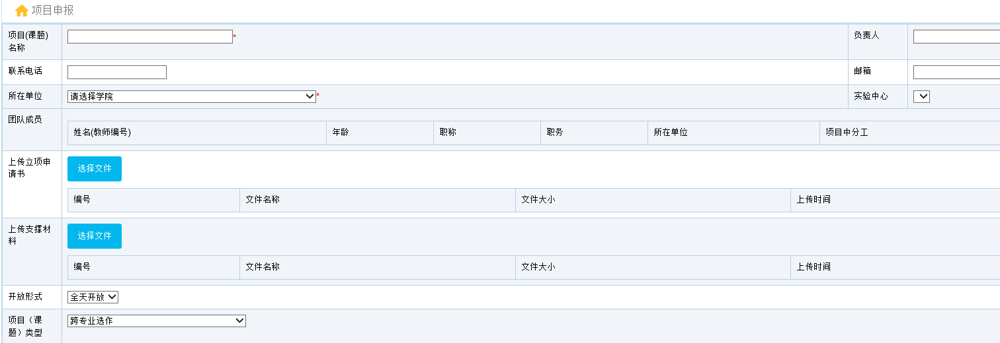 项目申报
项目(课题)
名称
*
负责人
联系电话
邮箱
所在单位
请选择学院
*
实验中心
团队成员
姓名(教师编号)
年龄
职称
职务
所在单位
项目中分工
上传立项申
请书
选择文件
编号
文件名称
文件大小
上传时间
上传支撑材
料
选择文件
编号
文件名称
文件大小
上传时间
开放形式
全天开放
项目（课
题）类型
跨专业选作